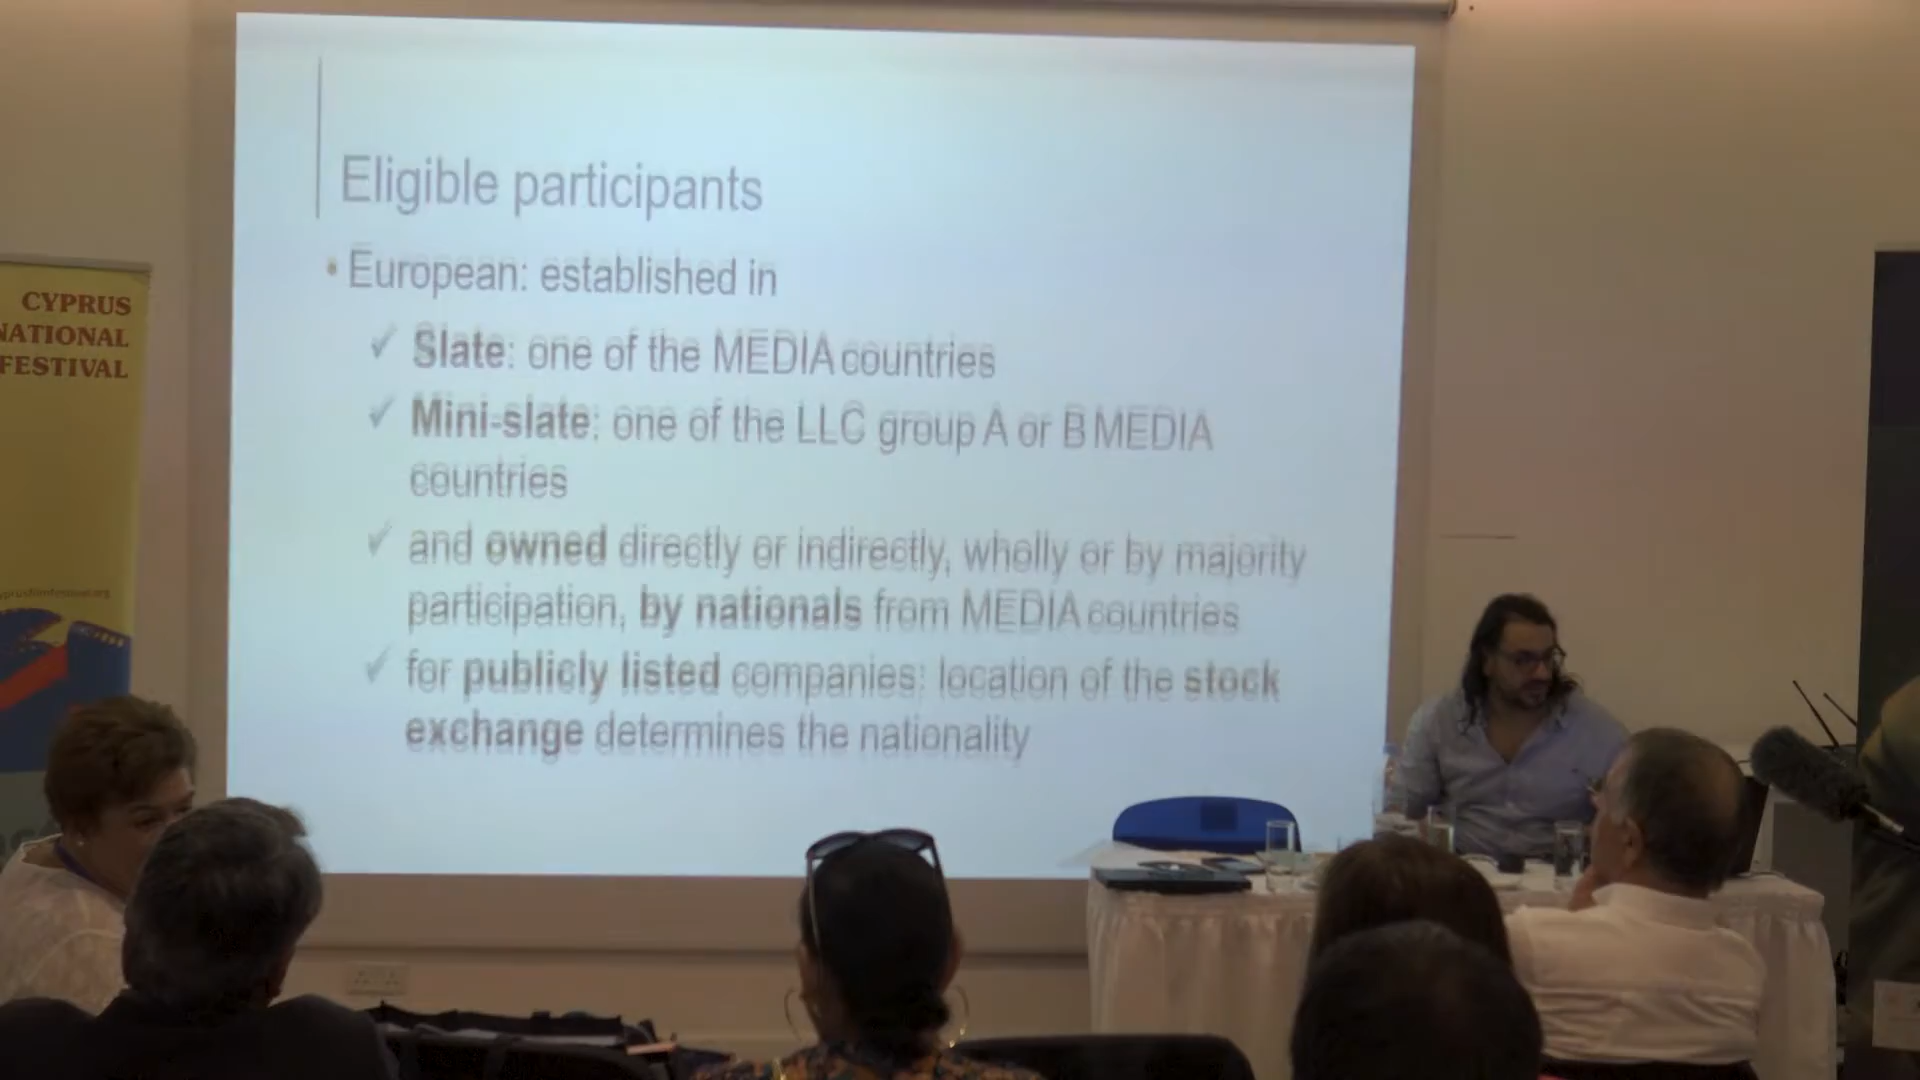 Eligible participants
• European: established in
✓ Slate: one of the MEDIA countries
✓ Mini-slate: one of the LLC group A or B MEDIA
countries
✓ and owned directly or indirectly, wholly or by majority
participation, by nationals from MEDIA countries
✓ for publicly listed companies: location of the stock
exchange determines the nationality
CYPRUS
NATIONAL
FESTIVAL